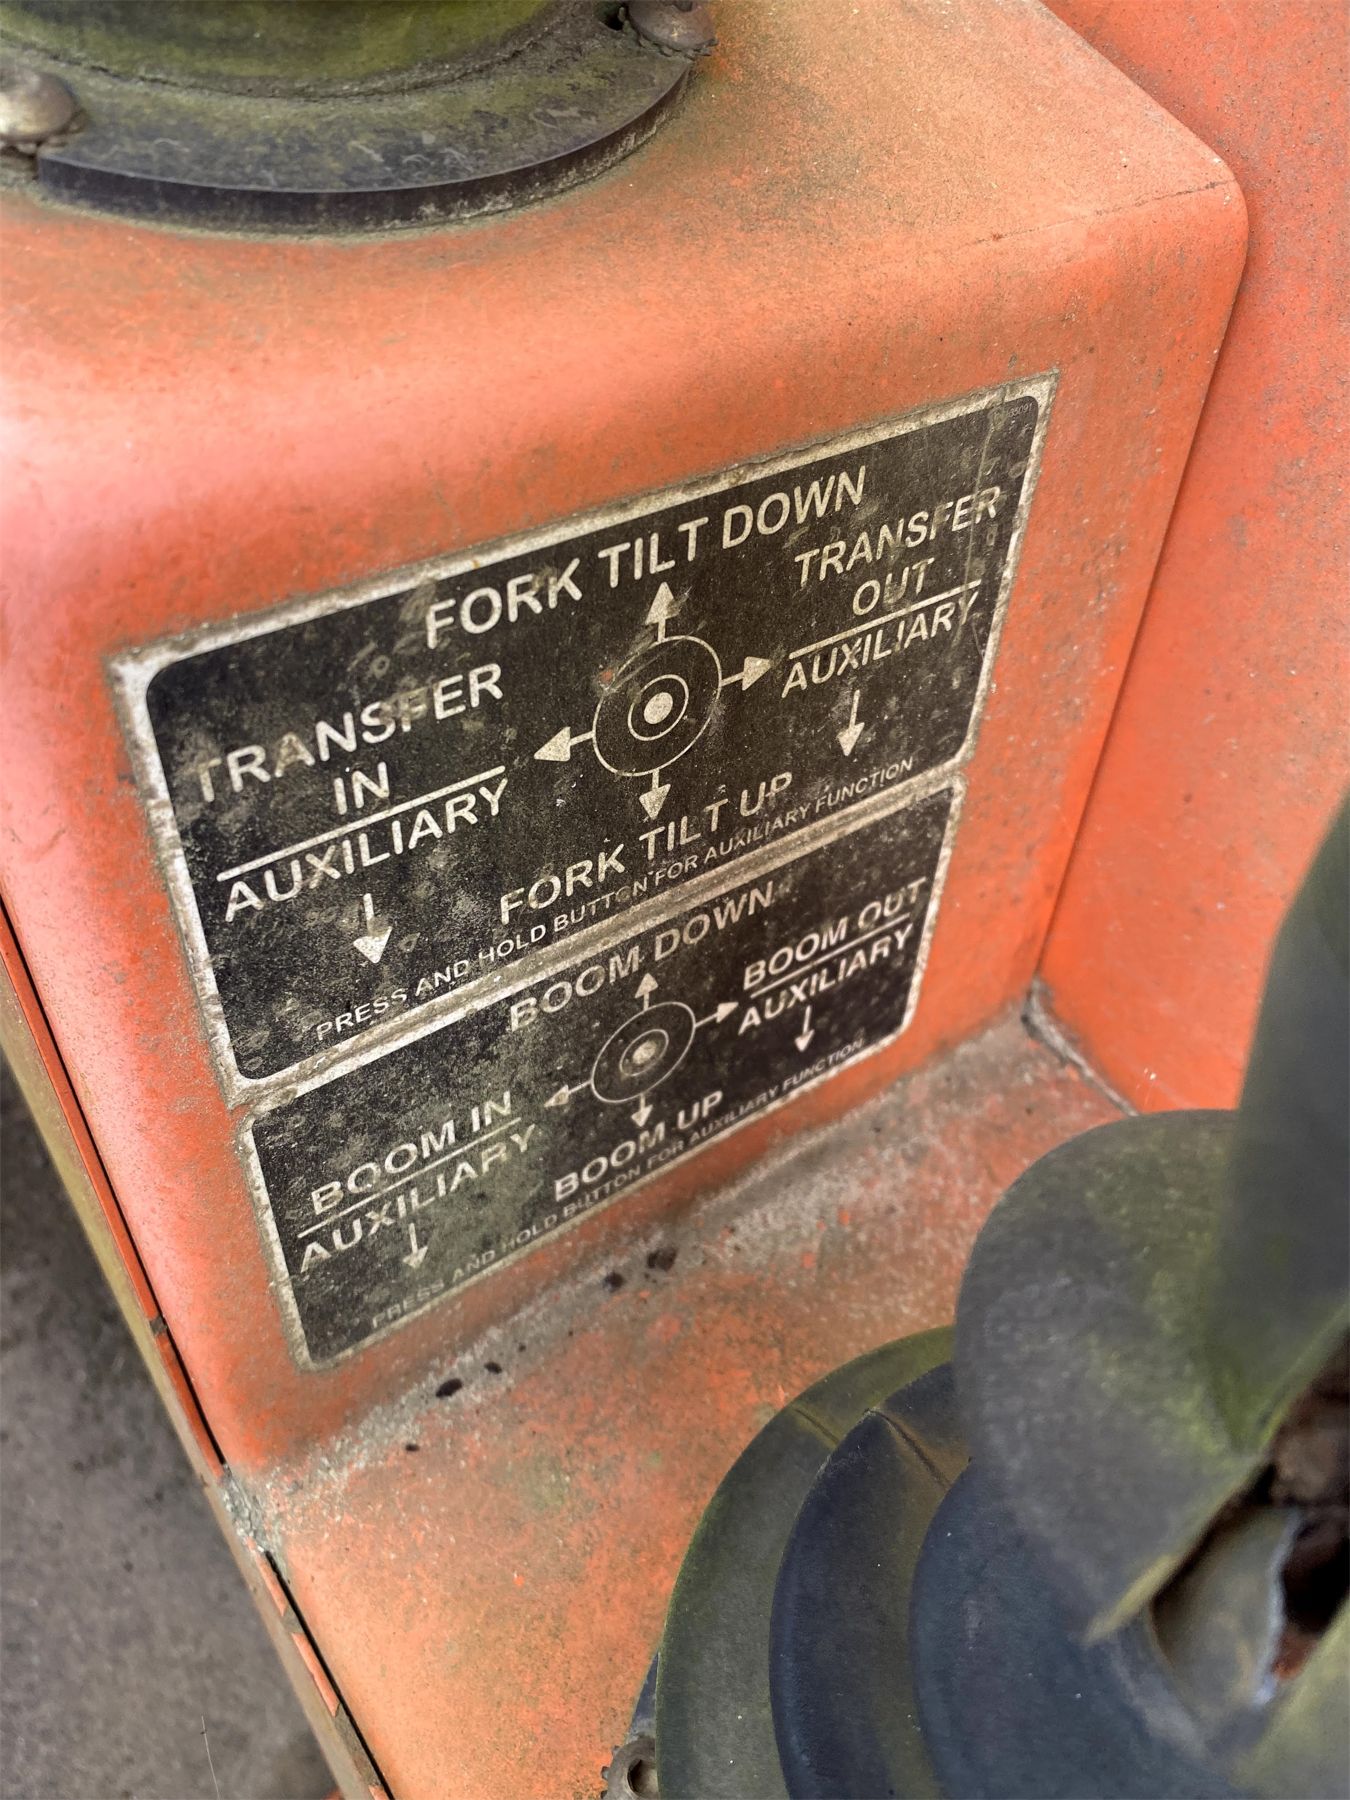 FORK TILT DOWN
TRANSFER
OUT
AUXILIARY
TRANSFER
IN
AUXILIARY
FORK TILT UP
PRESS AND HOLD BUTTON FOR AUXILIARY FUNCTION
BOOM DOWN
BOOM OUT
AUXILIARY
BOOM IN
AUXILIARY
BOOM UP
PRESS AND HOLD BUTTON FOR AUXILIARY FUNCTION